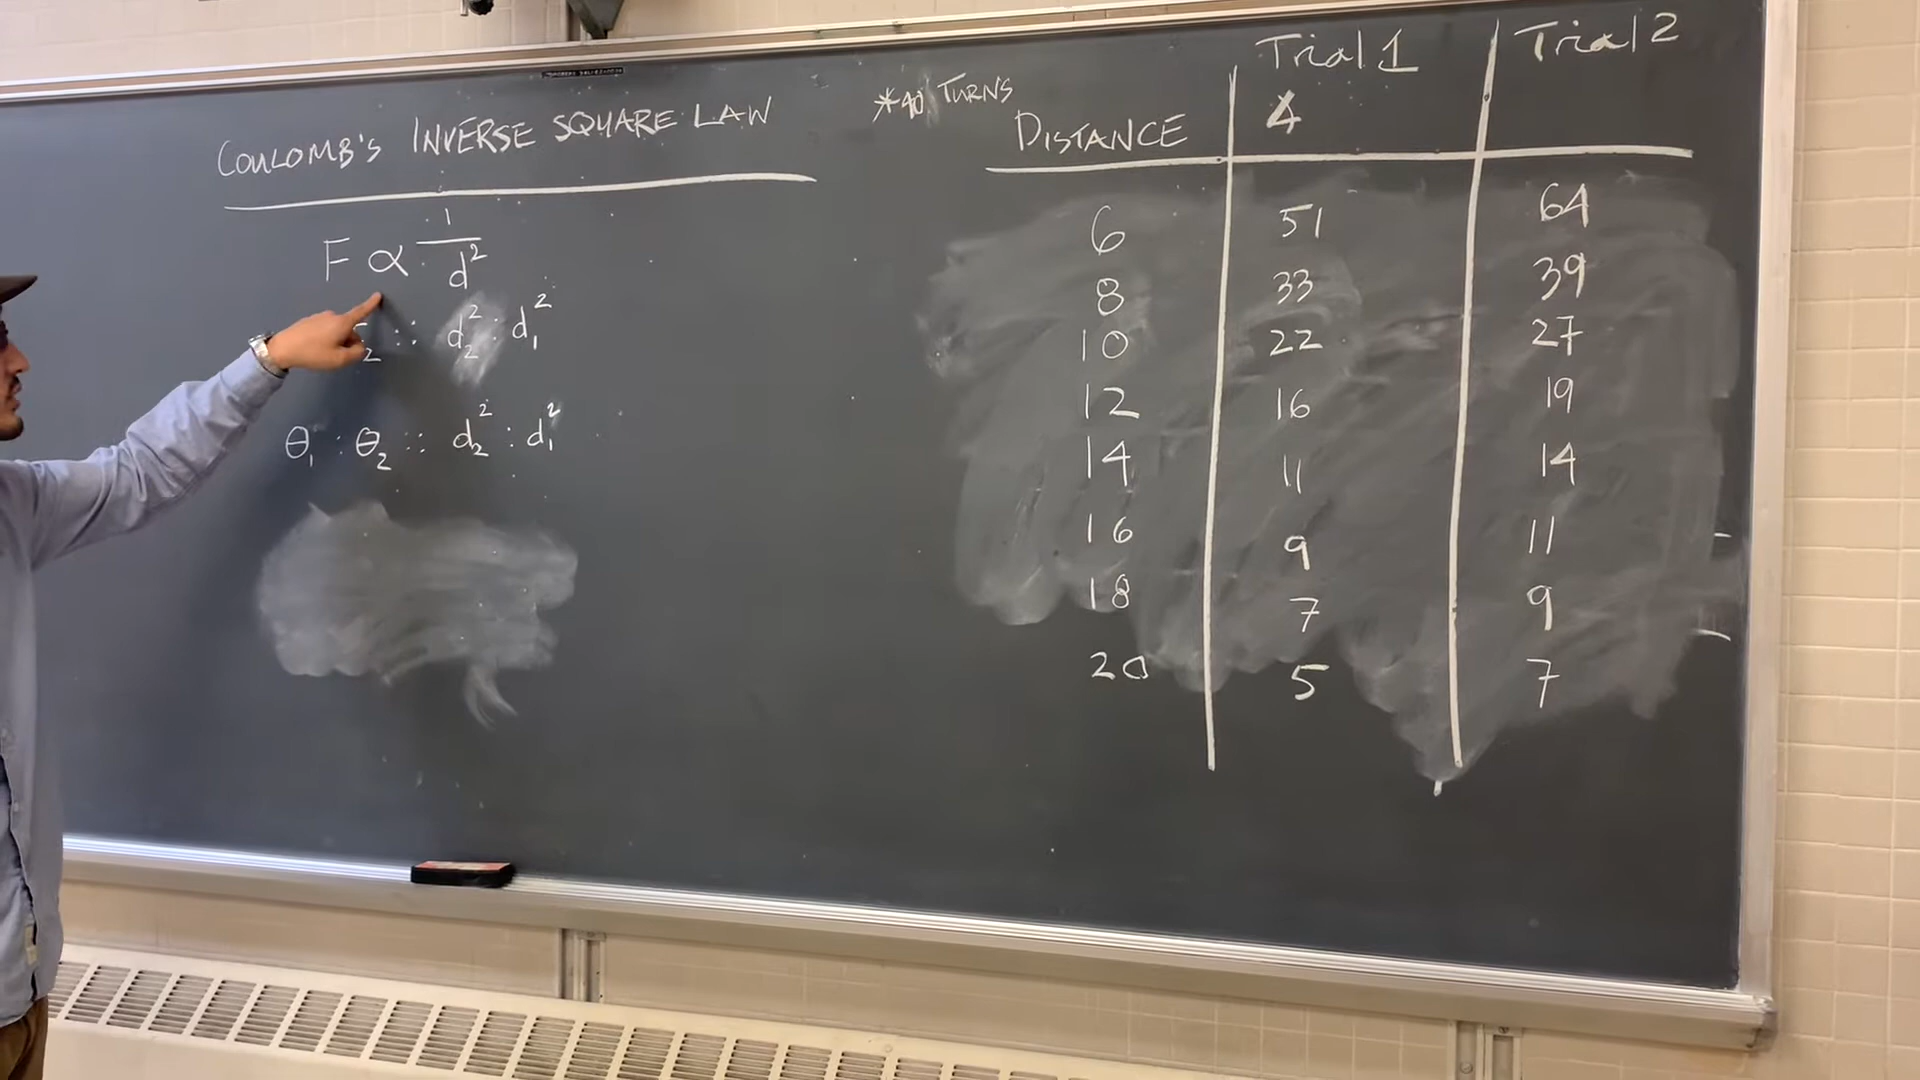 COULOMB'S INVERSE SQUARE LAW
F ∝ 1/d²
₂ :: d₂² : d₁²
θ₁ : θ₂ :: d₂² : d₁²
*40 TURNS
Trial 1 Trial 2
DISTANCE 4
6 51 64
8 33 39
10 22 27
12 16 19
14 11 14
16 9 11
18 7 9
20 5 7